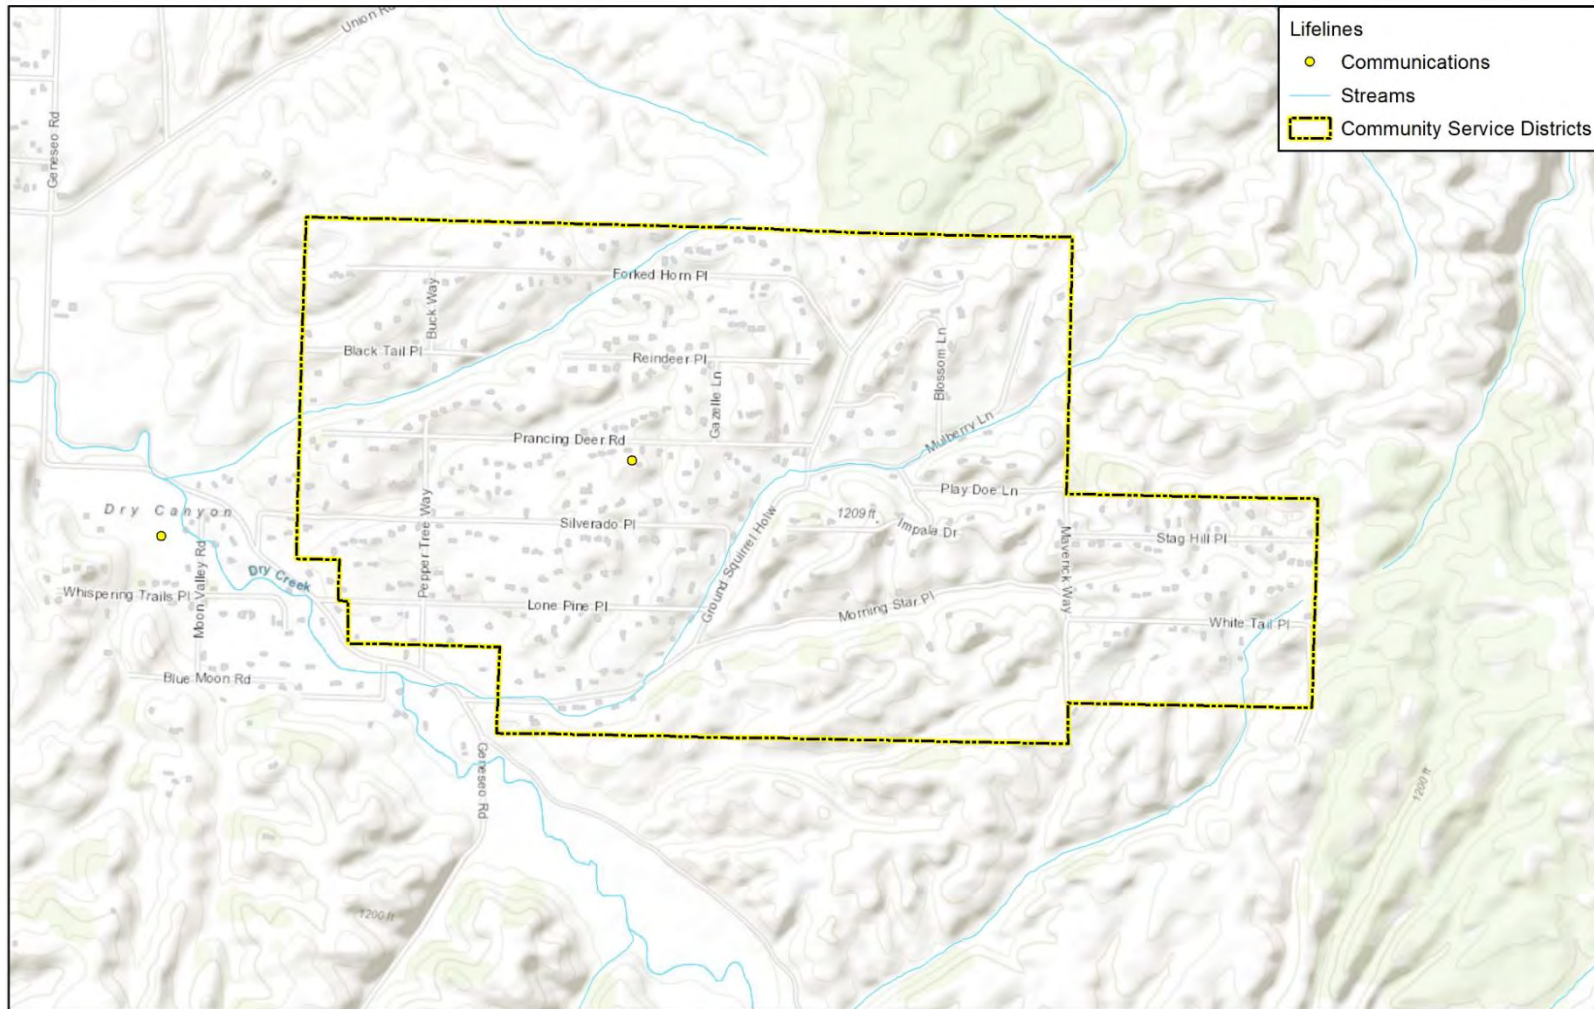 Lifelines
Communications
Streams
Community Service Districts
Union Rd
Geneseo Rd
Forked Horn Pl
Buck Way
Black Tail Pl
Reindeer Pl
Gazelle Ln
Blossom Ln
Mulberry Ln
Prancing Deer Rd
Play Doe Ln
Dry Canyon
Silverado Pl
1209 ft
Impala Dr
Pepper Tree Way
Ground Squirrel Holw
Maverick Way
Stag Hill Pl
Moon Valley Rd
Dry Creek
Whispering Trails Pl
Lone Pine Pl
Morning Star Pl
White Tail Pl
Blue Moon Rd
Geneseo Rd
1200 ft
1200 ft